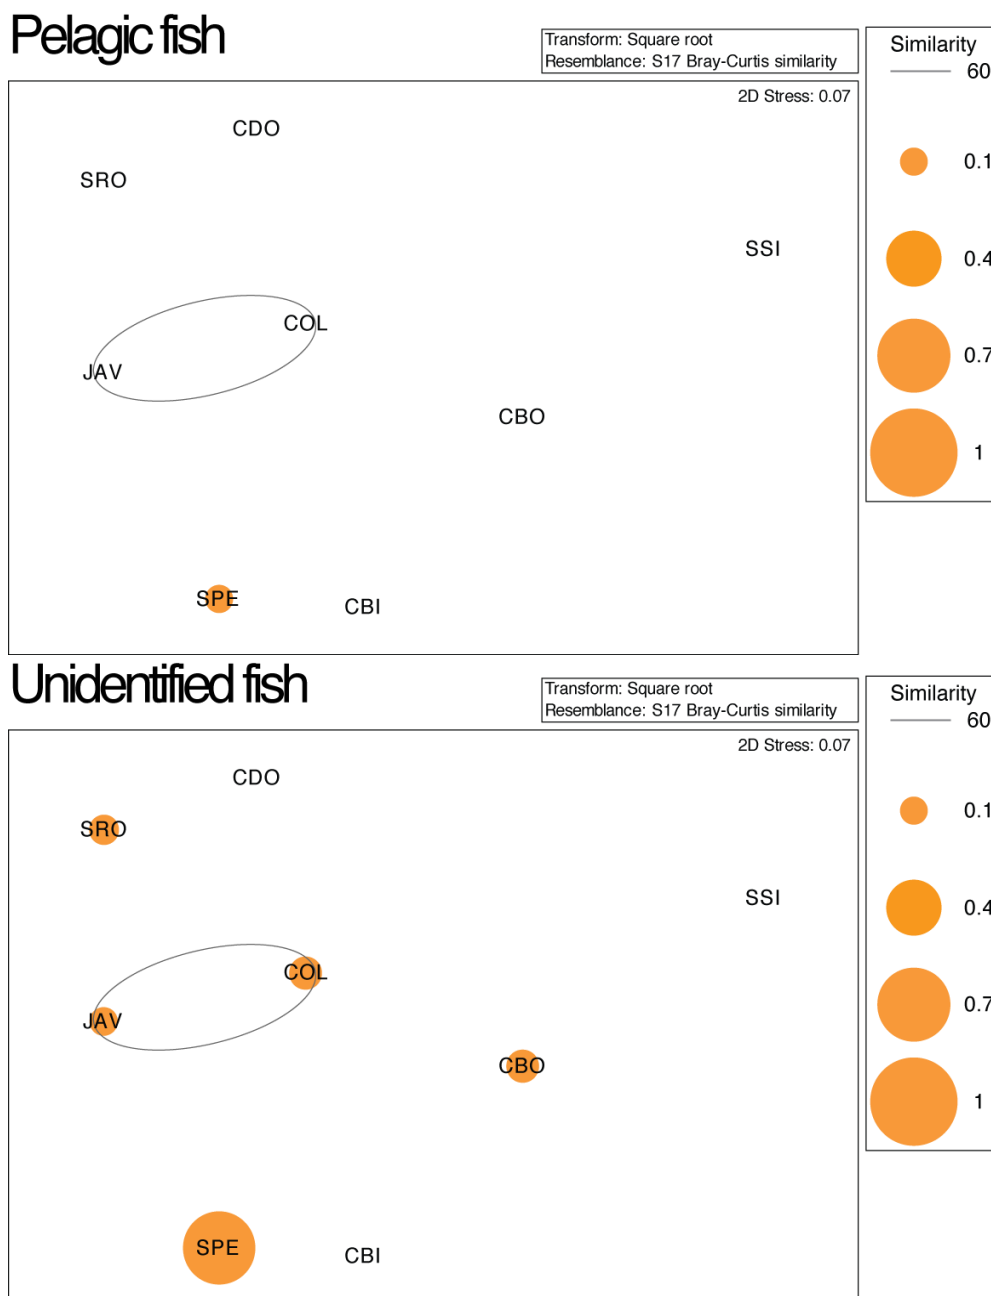 Pelagic fish
Transform: Square root
Resemblance: S17 Bray-Curtis similarity
Similarity
60
2D Stress: 0.07
CDO
SRO
0.1
SSI
0.4
COL
0.7
JAV
CBO
1
SPE
CBI
Unidentified fish
Transform: Square root
Resemblance: S17 Bray-Curtis similarity
Similarity
60
2D Stress: 0.07
CDO
SRO
0.1
SSI
0.4
COL
0.7
JAV
CBO
1
SPE
CBI